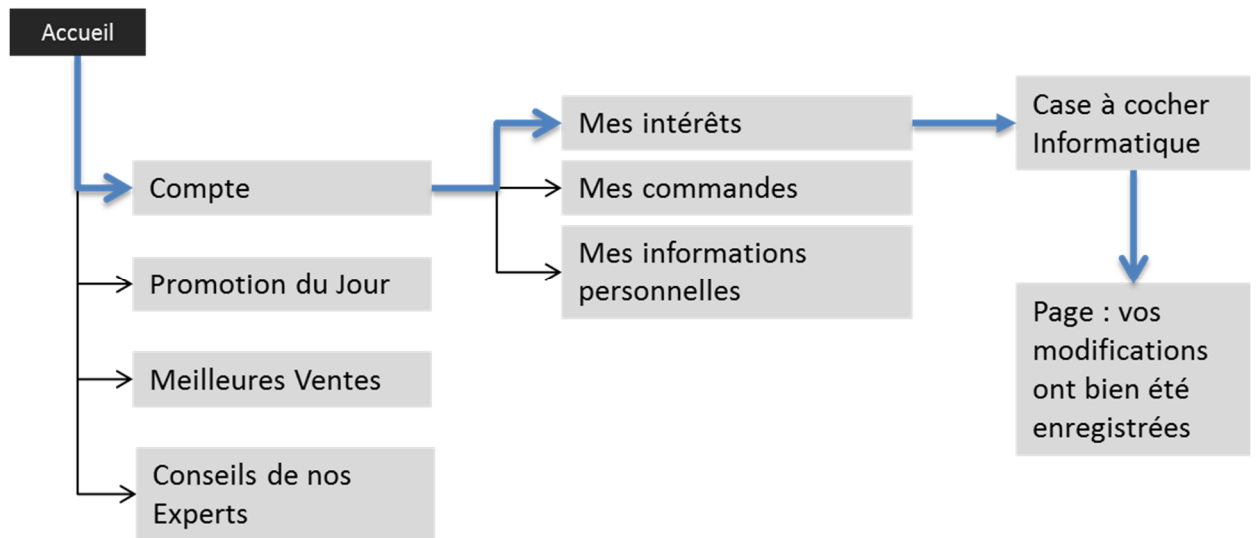 Accueil
Compte
Promotion du Jour
Meilleures Ventes
Conseils de nos
Experts
Mes intérêts
Mes commandes
Mes informations
personnelles
Case à cocher
Informatique
Page : vos
modifications
ont bien été
enregistrées